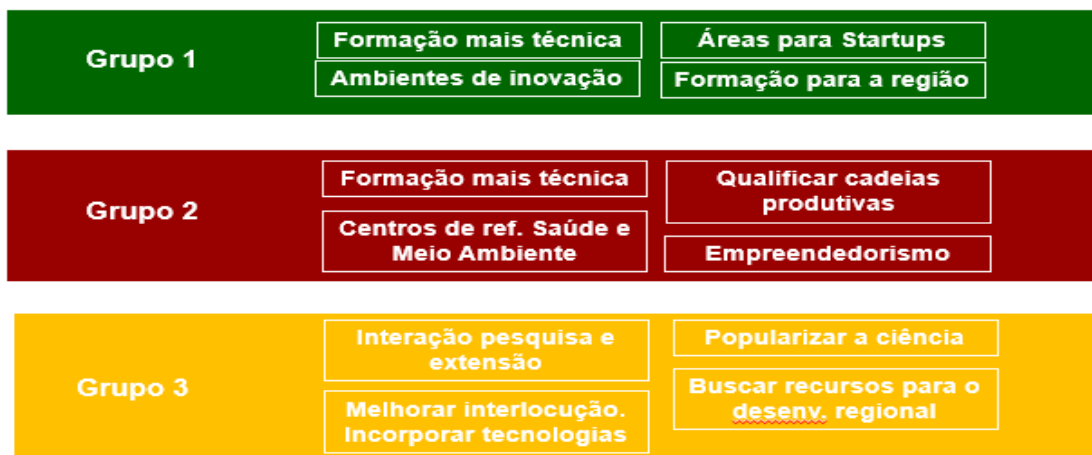 Grupo 1
Formação mais técnica
Áreas para Startups
Ambientes de inovação
Formação para a região
Grupo 2
Formação mais técnica
Qualificar cadeias
produtivas
Centros de ref. Saúde e
Meio Ambiente
Empreendedorismo
Grupo 3
Interação pesquisa e
extensão
Popularizar a ciência
Melhorar interlocução.
Incorporar tecnologias
Buscar recursos para o
desenv. regional